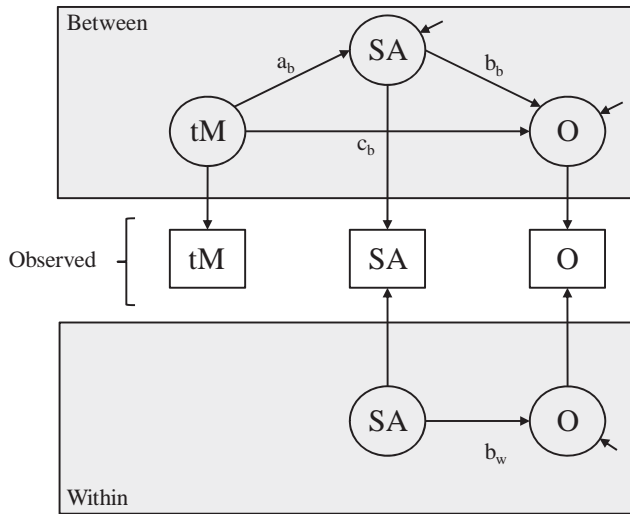 Between
SA
a_b
b_b
tM
O
c_b
Observed
tM
SA
O
SA
O
b_w
Within